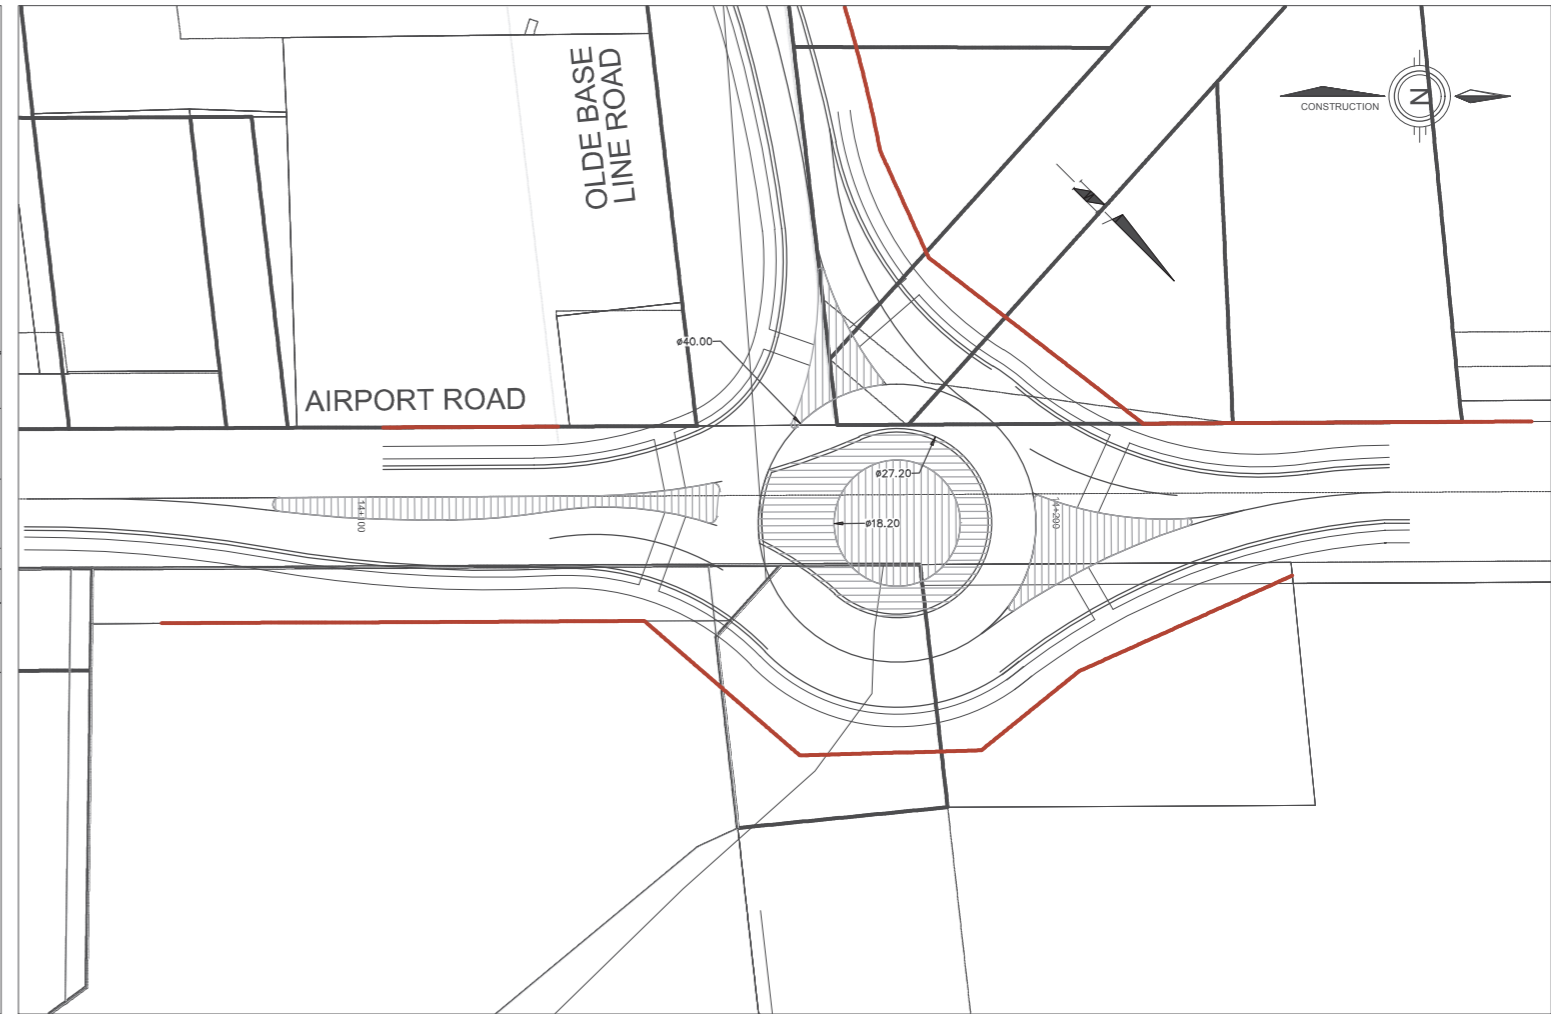 OLDE BASE
LINE ROAD
CONSTRUCTION
N
ø40.00
AIRPORT ROAD
ø27.20
ø18.20